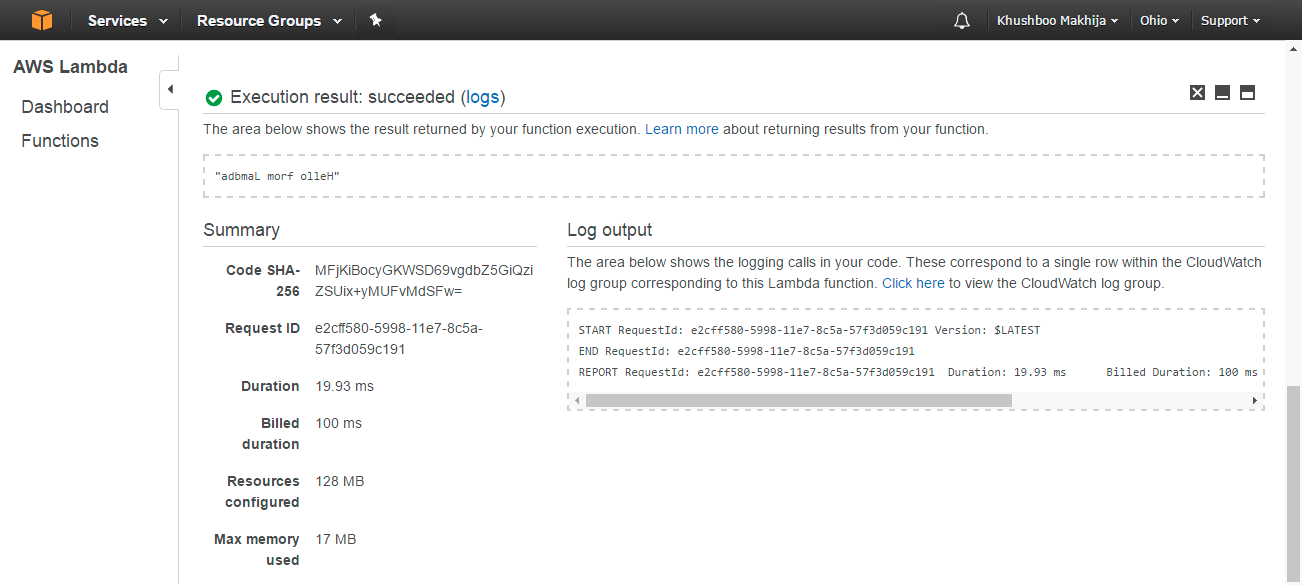 Services Resource Groups Khushboo Makhija Ohio Support
AWS Lambda
Dashboard
Functions
Execution result: succeeded (logs)
The area below shows the result returned by your function execution. Learn more about returning results from your function.
"adbmaL morf olleH"
Summary
Code SHA-
256
MFjKiBocyGKWSD69vgdbZ5GiQzi
ZSUix+yMUFvMdSFw=
Request ID e2cff580-5998-11e7-8c5a-
57f3d059c191
Duration 19.93 ms
Billed
duration
100 ms
Resources
configured
128 MB
Max memory
used
17 MB
Log output
The area below shows the logging calls in your code. These correspond to a single row within the CloudWatch
log group corresponding to this Lambda function. Click here to view the CloudWatch log group.
START RequestId: e2cff580-5998-11e7-8c5a-57f3d059c191 Version: $LATEST
END RequestId: e2cff580-5998-11e7-8c5a-57f3d059c191
REPORT RequestId: e2cff580-5998-11e7-8c5a-57f3d059c191 Duration: 19.93 ms Billed Duration: 100 ms